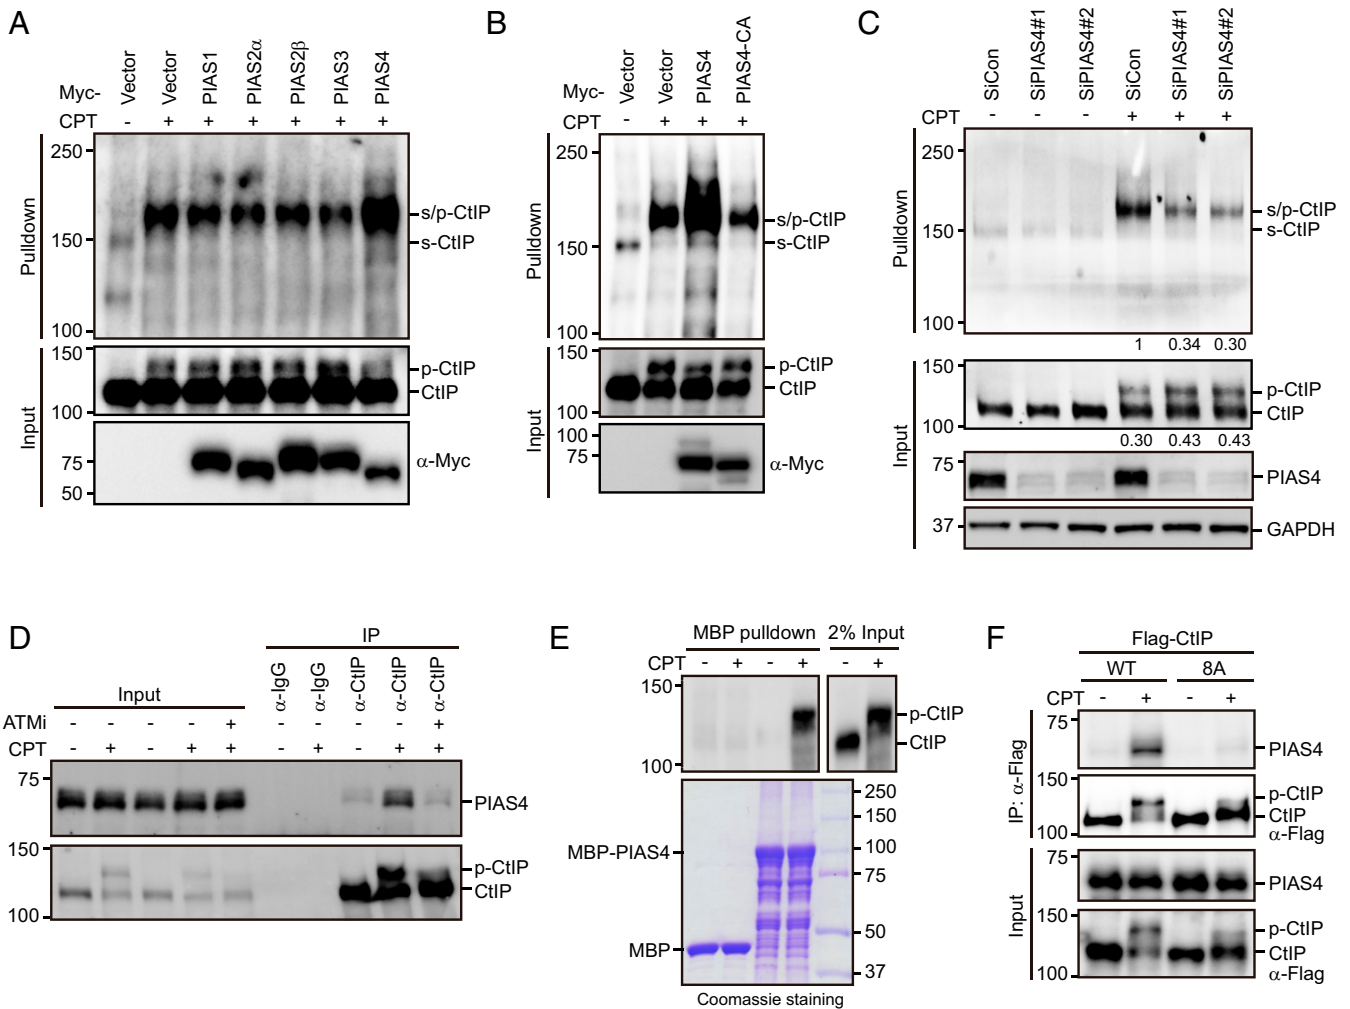 A
Myc-
Vector
Vector
PIAS1
PIAS2α
PIAS2β
PIAS3
PIAS4
CPT - + + + + + +
Pulldown
250
150
100
s/p-CtIP
s-CtIP
Input
150
100
p-CtIP
CtIP
75
50
α-Myc
B
Myc-
Vector
Vector
PIAS4
PIAS4-CA
CPT - + + +
Pulldown
250
150
100
s/p-CtIP
s-CtIP
Input
150
100
p-CtIP
CtIP
100
75
α-Myc
C
SiCon
SiPIAS4#1
SiPIAS4#2
SiCon
SiPIAS4#1
SiPIAS4#2
CPT - - - + + +
Pulldown
250
150
100
s/p-CtIP
s-CtIP
1 0.34 0.30
Input
150
100
p-CtIP
CtIP
0.30 0.43 0.43
75
PIAS4
37
GAPDH
D
IP
Input
α-IgG
α-IgG
α-CtIP
α-CtIP
α-CtIP
ATMi - - - - + - - - - +
CPT - + - + + - + - + +
75
PIAS4
150
100
p-CtIP
CtIP
E
MBP pulldown 2% Input
CPT - + - + - +
150
100
p-CtIP
CtIP
MBP-PIAS4
MBP
250
150
100
75
50
37
Coomassie staining
F
Flag-CtIP
WT 8A
CPT - + - +
IP: α-Flag
75
PIAS4
150
100
p-CtIP
CtIP
α-Flag
Input
75
PIAS4
150
100
p-CtIP
CtIP
α-Flag